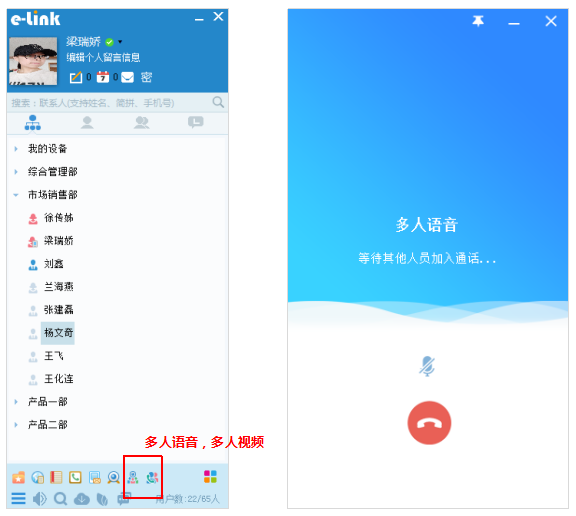 e-Link
梁瑞娇
编辑个人留言信息
0 7 0 密
搜索：联系人(支持姓名、简拼、手机号)
我的设备
综合管理部
市场销售部
徐传姊
梁瑞娇
刘鑫
兰海燕
张建磊
杨文奇
王飞
王化连
产品一部
产品二部
多人语音，多人视频
用户数:22/65人
多人语音
等待其他人员加入通话...